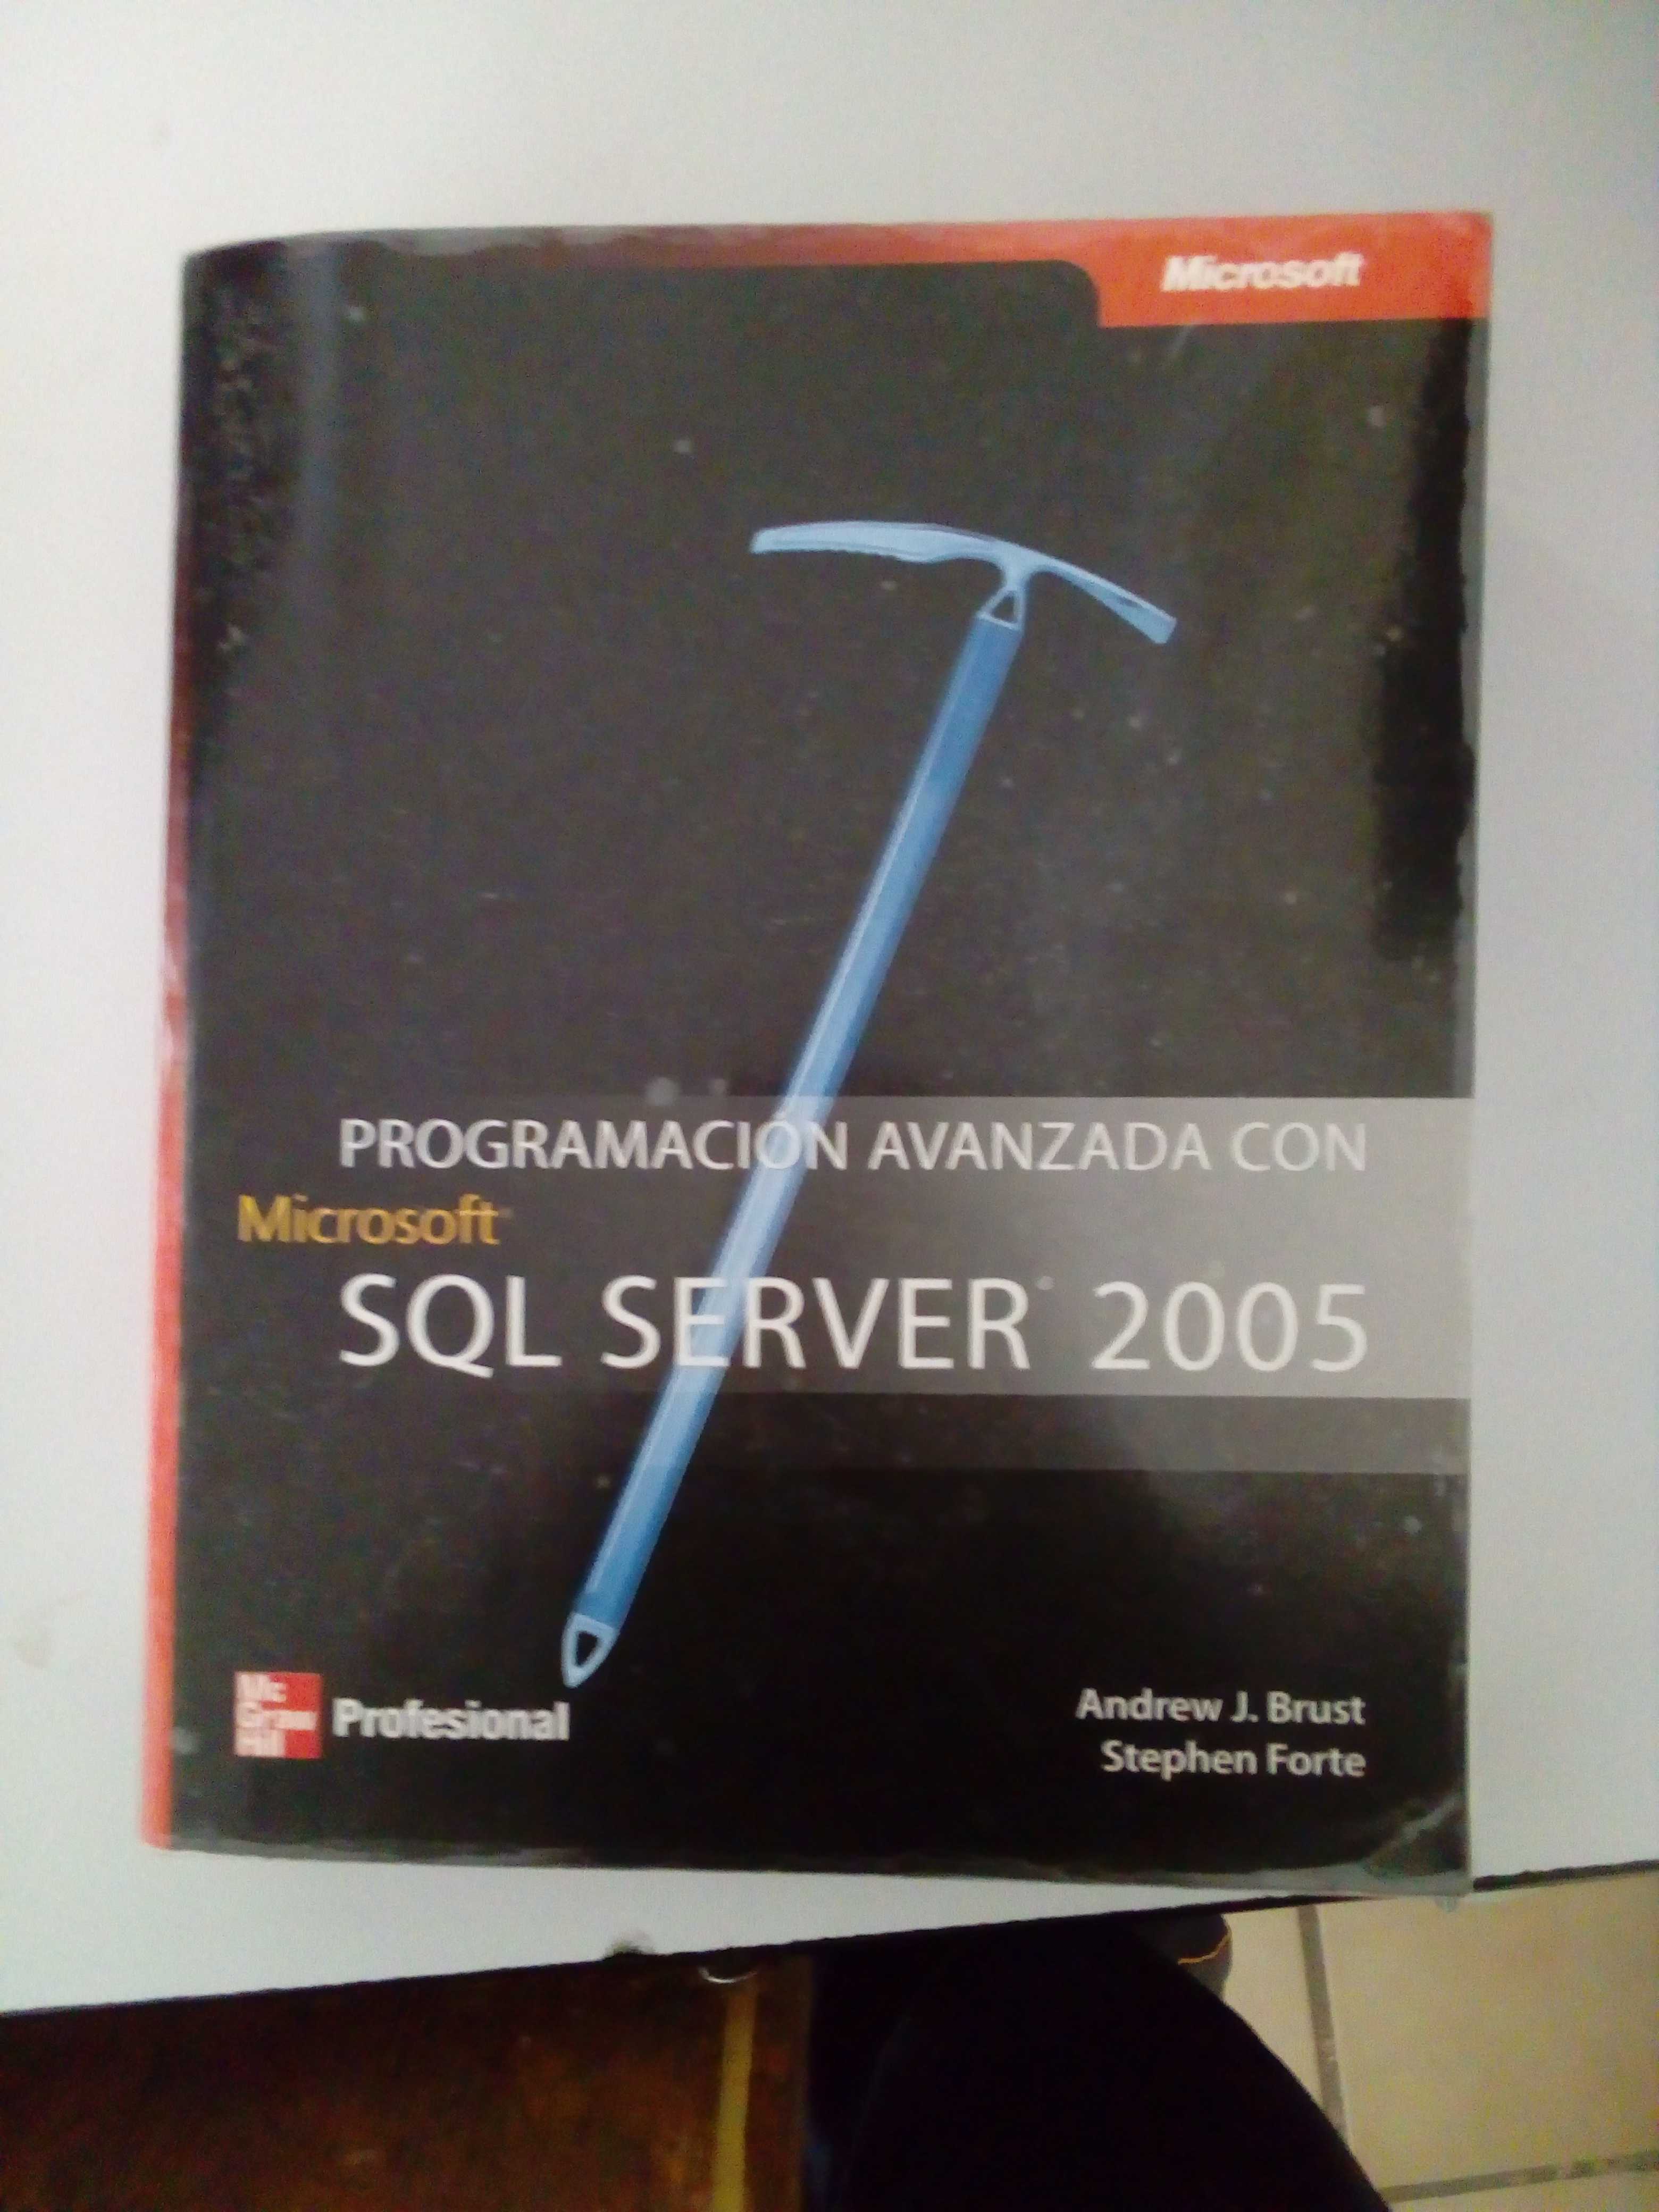 Microsoft
PROGRAMACIÓN AVANZADA CON
Microsoft
SQL SERVER 2005
Mc
Graw
Hill
Profesional
Andrew J. Brust
Stephen Forte